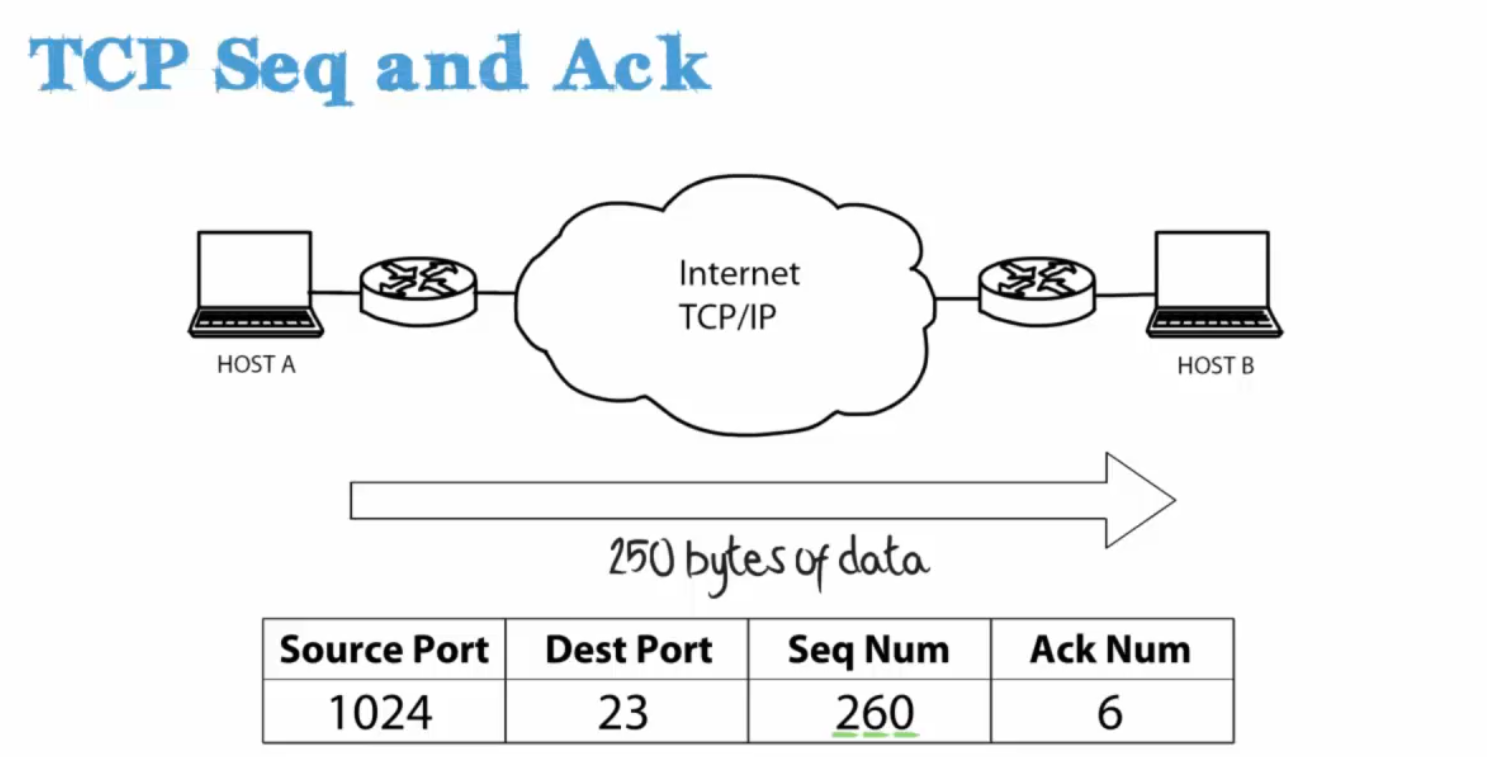 TCP Seq and Ack
Internet
TCP/IP
HOST A
HOST B
250 bytes of data
Source Port Dest Port Seq Num Ack Num
1024 23 260 6